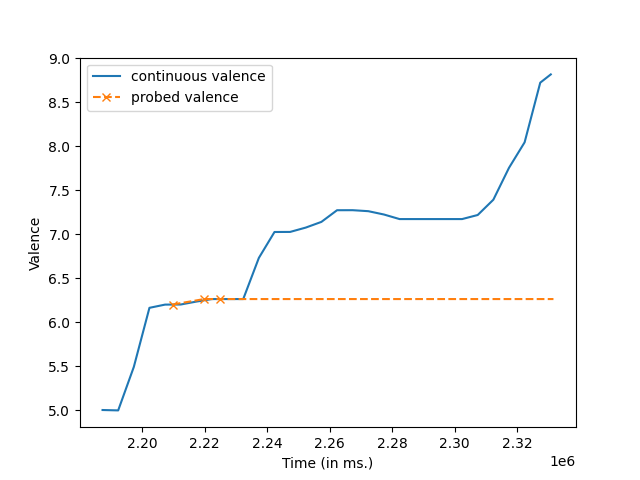 continuous valence
probed valence
9.0
8.5
8.0
7.5
7.0
6.5
6.0
5.5
5.0
Valence
2.20 2.22 2.24 2.26 2.28 2.30 2.32
1e6
Time (in ms.)